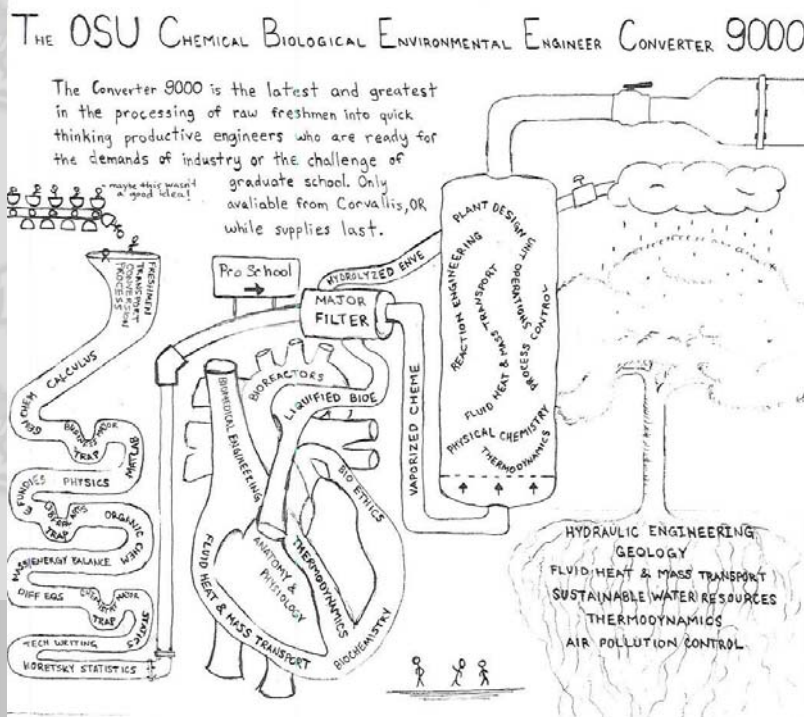 THE OSU CHEMICAL BIOLOGICAL ENVIRONMENTAL ENGINEER CONVERTER 9000
The Converter 9000 is the latest and greatest
in the processing of raw freshmen into quick
thinking productive engineers who are ready for
the demands of industry or the challenge of
graduate school. Only
avaliable from Corvallis, OR
while supplies last.
maybe this wasn't
a good idea!
FRESHMEN
TRANSPORT
CONVERSION
PROCESS
CALCULUS
CHEM
BUSINESS MAJOR
TRAP
MATLAB
PHYSICS
E FUNDIES
TRAP
ORGANIC CHEM
MASS/ENERGY BALANCE
DIFF EQS
CHEMISTRY MAJOR
TRAP
STATICS
TECH WRITING
KORETSKY STATISTICS
Pro School
MAJOR
FILTER
HYDROLYZED ENVE
LIQUIFIED BIOE
VAPORIZED CHEME
BIOREACTORS
BIOMEDICAL ENGINEERING
BIO ETHICS
ANATOMY &
PHYSIOLOGY
THERMODYNAMICS
FLUID HEAT & MASS TRANSPORT
BIOCHEMISTRY
PLANT DESIGN
UNIT OPERATIONS
PROCESS CONTROL
REACTION ENGINEERING
FLUID HEAT & MASS TRANSPORT
PHYSICAL CHEMISTRY
THERMODYNAMICS
HYDRAULIC ENGINEERING
GEOLOGY
FLUID HEAT & MASS TRANSPORT
SUSTAINABLE WATER RESOURCES
THERMODYNAMICS
AIR POLLUTION CONTROL